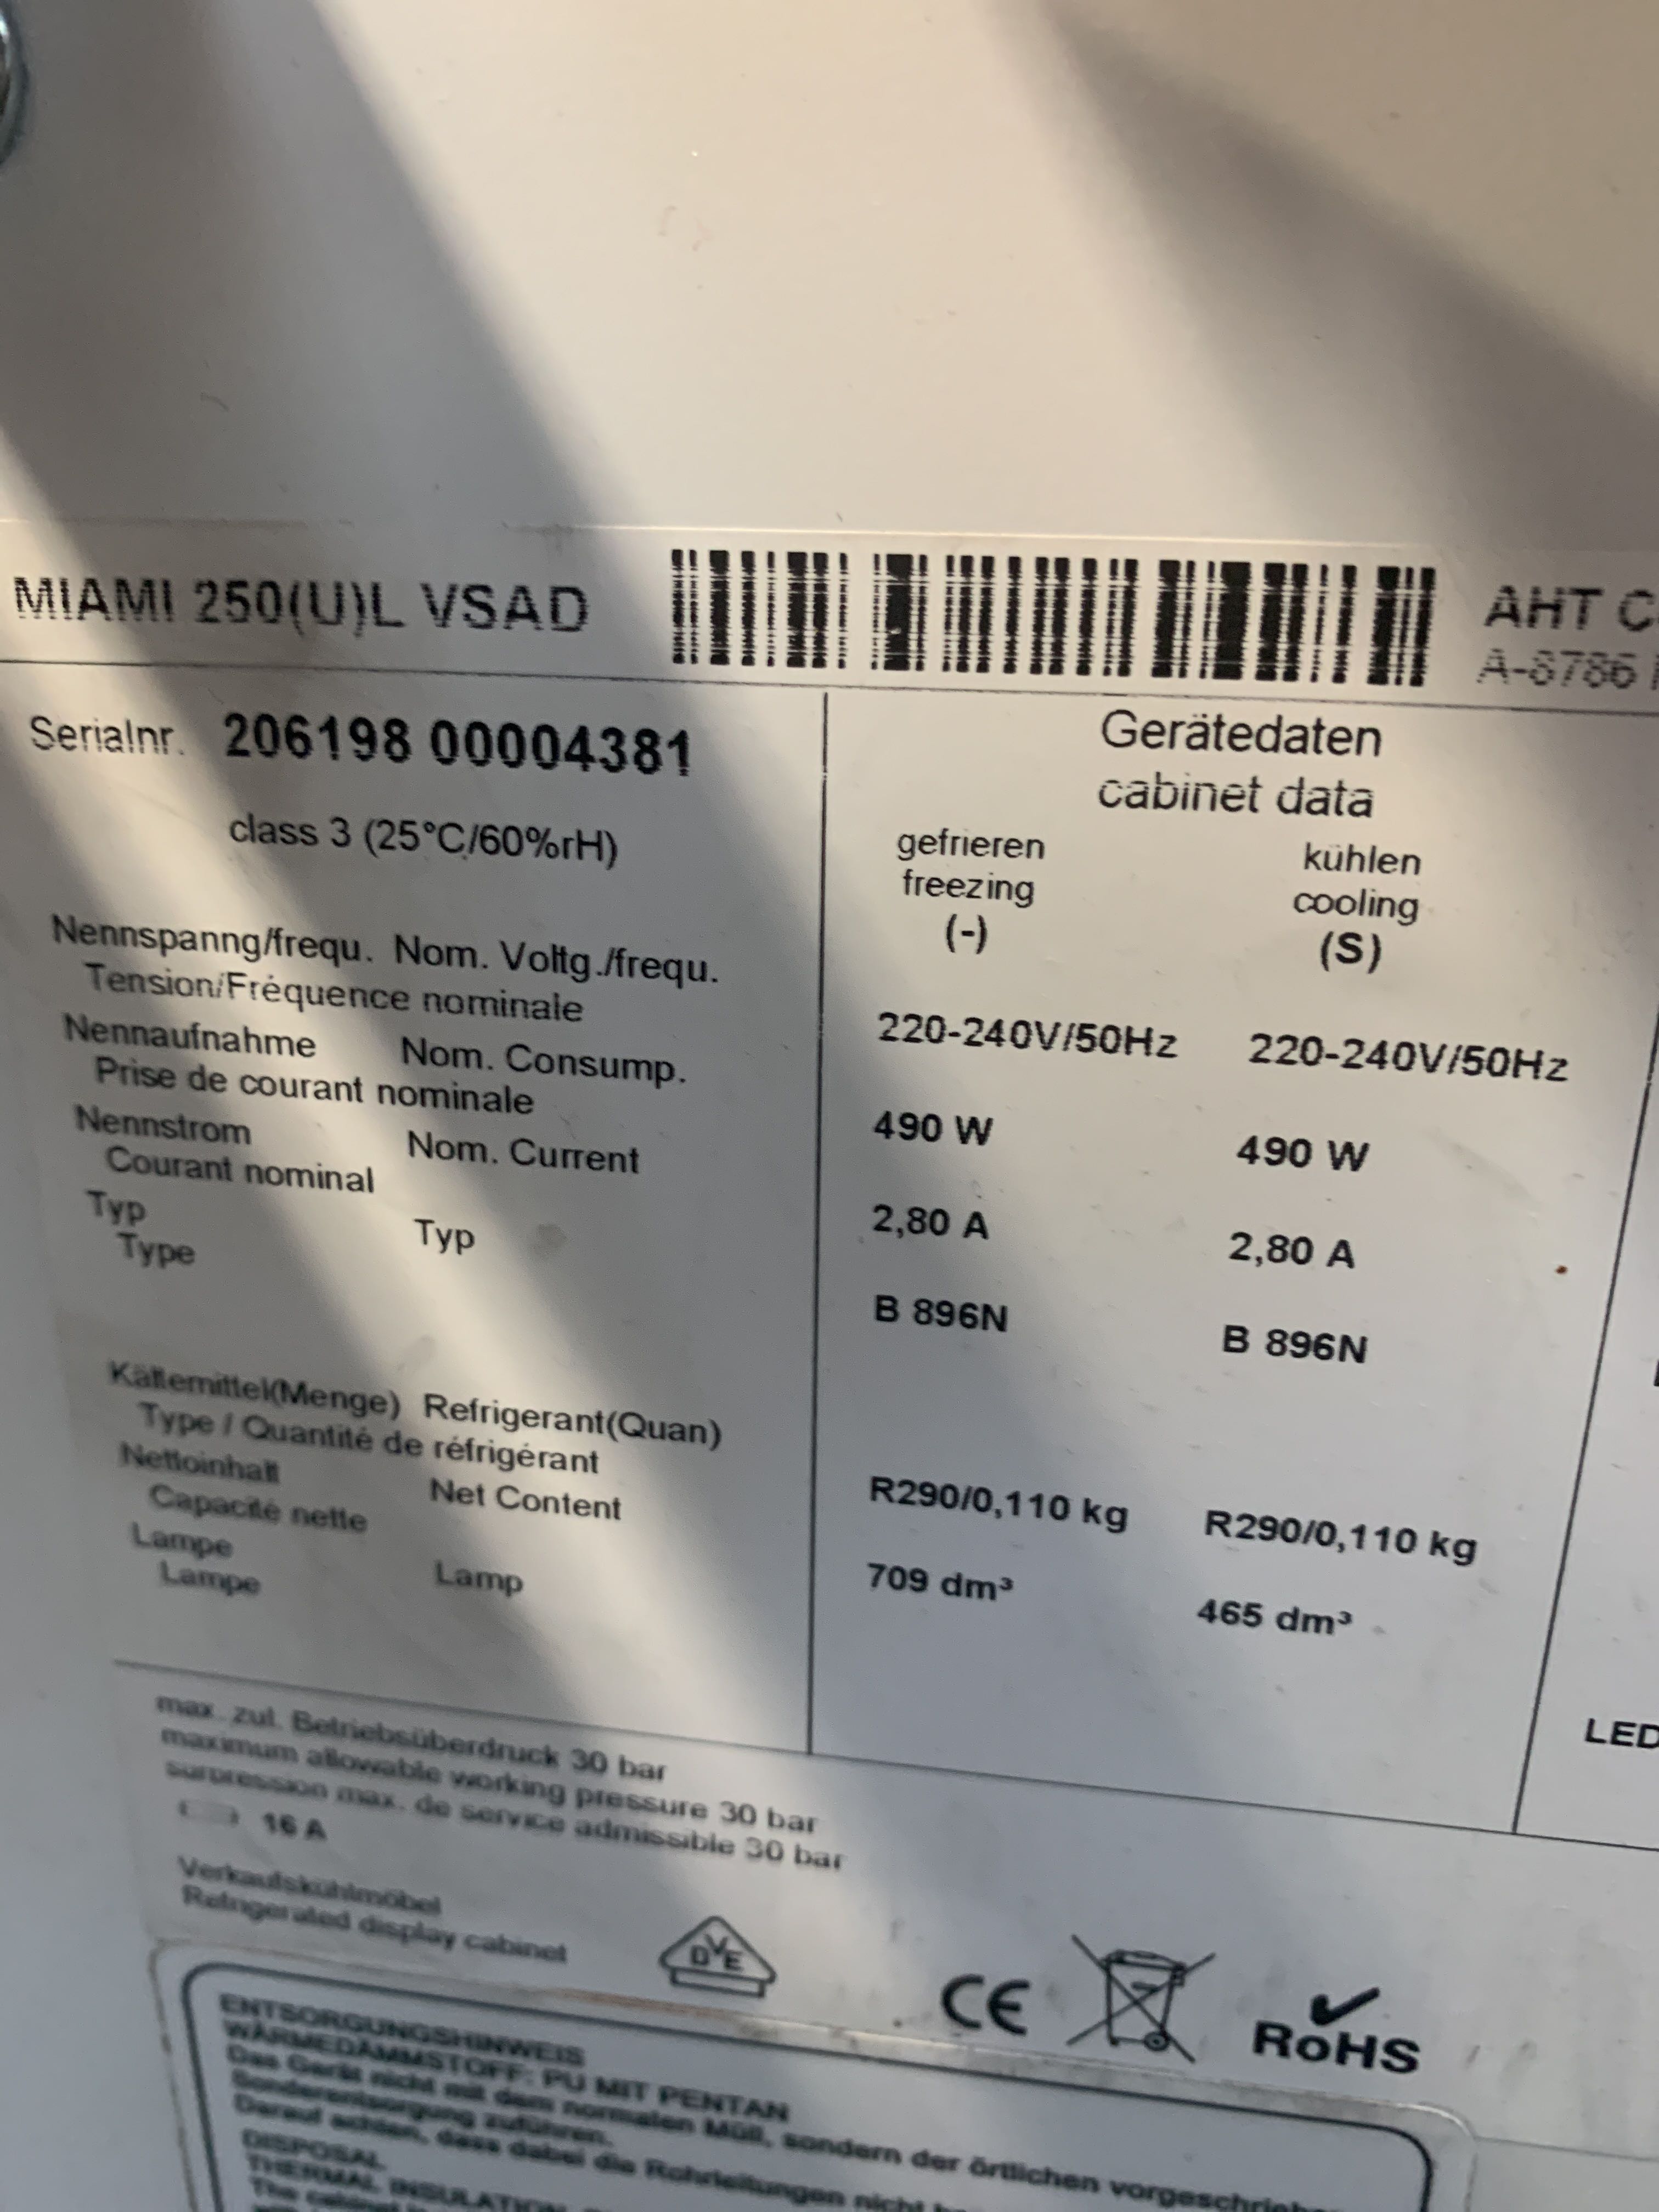 MIAMI 250(U)L VSAD
AHT
A-8786
Serialnr. 206198 00004381
class 3 (25°C/60%rH)
Gerätedaten
cabinet data
gefrieren kühlen
freezing cooling
(-) (S)
Nennspanng/frequ. Nom. Voltg./frequ.
Tension/Fréquence nominale
220-240V/50Hz 220-240V/50Hz
Nennaufnahme Nom. Consump.
Prise de courant nominale
490 W 490 W
Nennstrom Nom. Current
Courant nominal
2,80 A 2,80 A
Typ Typ
Type
B 896N B 896N
Kältemittel(Menge) Refrigerant(Quan)
Type / Quantité de réfrigérant
R290/0,110 kg R290/0,110 kg
Nettoinhalt Net Content
Capacité nette
709 dm³ 465 dm³
Lampe Lamp
Lampe
LED
max. zul. Betriebsüberdruck 30 bar
maximum allowable working pressure 30 bar
surpression max. de service admissible 30 bar
16 A
Verkaufskühlmöbel
Refrigerated display cabinet
DVE
CE
RoHS
ENTSORGUNGSHINWEIS
WÄRMEDÄMMSTOFF: PU MIT PENTAN
Das Gerät nicht mit dem normalen Müll, sondern der örtlichen
Sonderentsorgung zuführen.
Darauf achten, dass dabei die Rohrleitungen nicht
DISPOSAL
THERMAL INSULATION
The cabinet